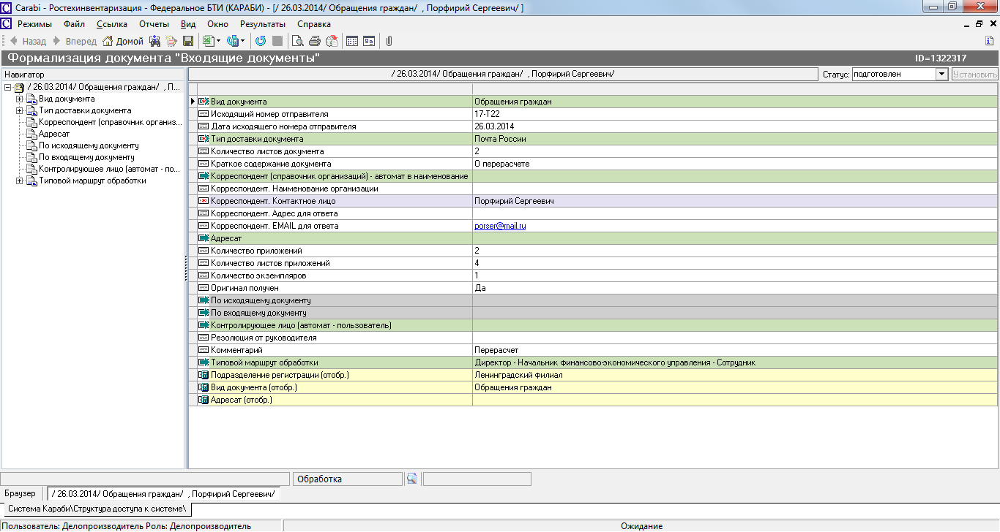 Carabi - Ростехинвентаризация - Федеральное БТИ (КАРАБИ) - [/ 26.03.2014/ Обращения граждан/ , Порфирий Сергеевич/ ]
Режимы Файл Ссылка Отчеты Вид Окно Результаты Справка
Назад Вперед Домой
Формализация документа "Входящие документы" ID=1322317
Навигатор
/ 26.03.2014/ Обращения граждан/ , П...
Вид документа
Тип доставки документа
Корреспондент (справочник организ...
Адресат
По исходящему документу
По входящему документу
Контролирующее лицо (автомат - по...
Типовой маршрут обработки
/ 26.03.2014/ Обращения граждан/ , Порфирий Сергеевич/
Статус: подготовлен Установить
Вид документа Обращения граждан
Исходящий номер отправителя 17-Т22
Дата исходящего номера отправителя 26.03.2014
Тип доставки документа Почта России
Количество листов документа 2
Краткое содержание документа О перерасчете
Корреспондент (справочник организаций) - автомат в наименование
Корреспондент. Наименование организации
Корреспондент. Контактное лицо Порфирий Сергеевич
Корреспондент. Адрес для ответа
Корреспондент. EMAIL для ответа porser@mail.ru
Адресат
Количество приложений 2
Количество листов приложений 4
Количество экземпляров 1
Оригинал получен Да
По исходящему документу
По входящему документу
Контролирующее лицо (автомат - пользователь)
Резолюция от руководителя
Комментарий Перерасчет
Типовой маршрут обработки Директор - Начальник финансово-экономического управления - Сотрудник
Подразделение регистрации (отобр.) Ленинградский филиал
Вид документа (отобр.) Обращения граждан
Адресат (отобр.)
Обработка
Браузер / 26.03.2014/ Обращения граждан/ , Порфирий Сергеевич/
Система Караби\Структура доступа к системе\
Пользователь: Делопроизводитель Роль: Делопроизводитель Ожидание